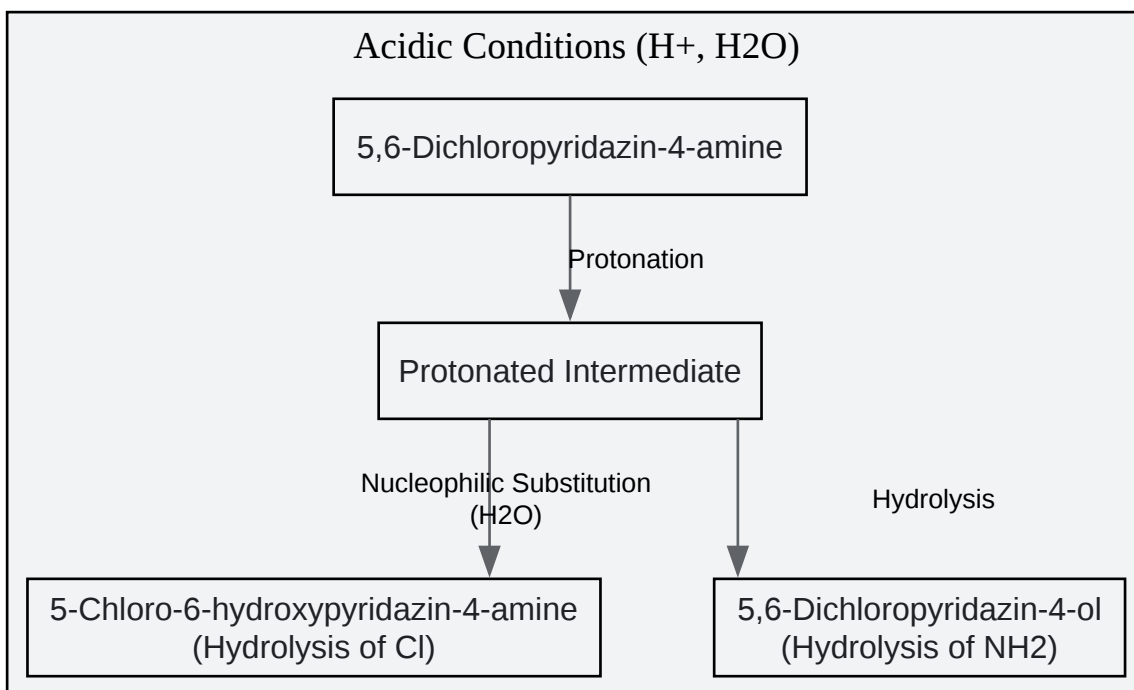 Acidic Conditions (H+, H2O)
5,6-Dichloropyridazin-4-amine
Protonation
Protonated Intermediate
Nucleophilic Substitution
(H2O)
Hydrolysis
5-Chloro-6-hydroxypyridazin-4-amine
(Hydrolysis of Cl)
5,6-Dichloropyridazin-4-ol
(Hydrolysis of NH2)